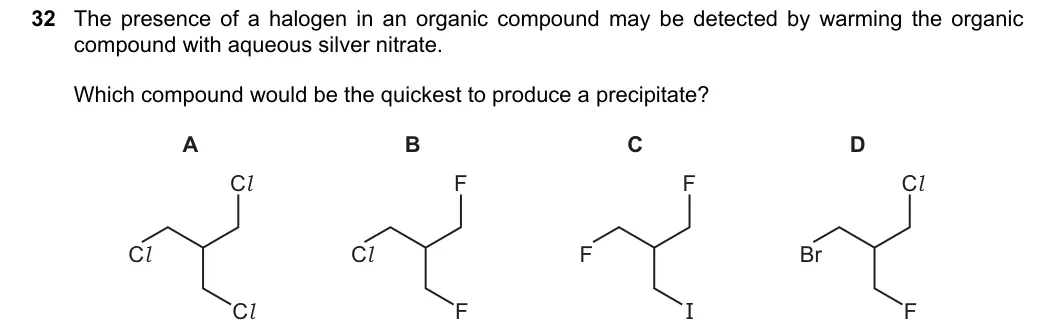 32 The presence of a halogen in an organic compound may be detected by warming the organic
compound with aqueous silver nitrate.
Which compound would be the quickest to produce a precipitate?
A B C D
Cl F F Cl
Cl Cl F Br
Cl F I F